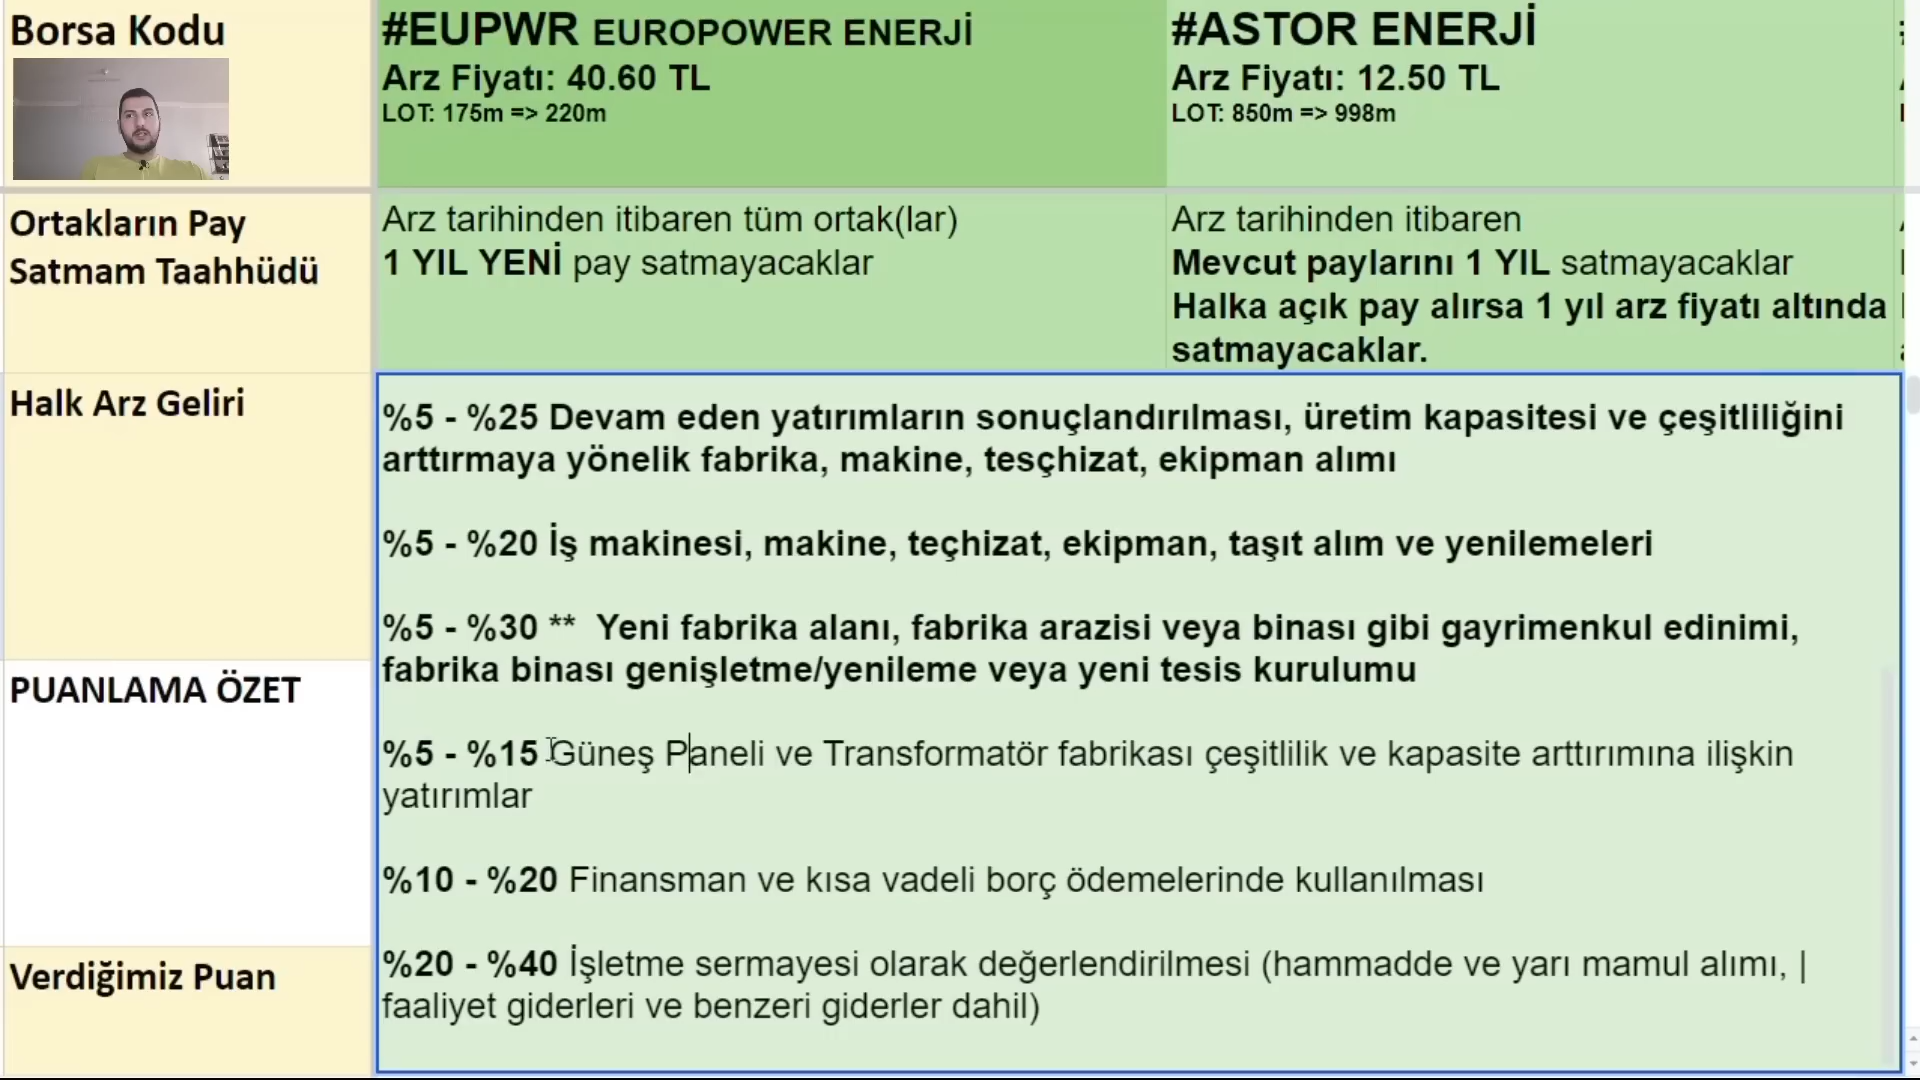 Borsa Kodu
#EUPWR EUROPOWER ENERJİ
Arz Fiyatı: 40.60 TL
LOT: 175m => 220m
#ASTOR ENERJİ
Arz Fiyatı: 12.50 TL
LOT: 850m => 998m
Ortakların Pay
Satmam Taahhüdü
Arz tarihinden itibaren tüm ortak(lar)
1 YIL YENİ pay satmayacaklar
Arz tarihinden itibaren
Mevcut paylarını 1 YIL satmayacaklar
Halka açık pay alırsa 1 yıl arz fiyatı altında
satmayacaklar.
Halk Arz Geliri
%5 - %25 Devam eden yatırımların sonuçlandırılması, üretim kapasitesi ve çeşitliliğini
arttırmaya yönelik fabrika, makine, tesçhizat, ekipman alımı
%5 - %20 İş makinesi, makine, teçhizat, ekipman, taşıt alım ve yenilemeleri
%5 - %30 ** Yeni fabrika alanı, fabrika arazisi veya binası gibi gayrimenkul edinimi,
fabrika binası genişletme/yenileme veya yeni tesis kurulumu
%5 - %15 Güneş Paneli ve Transformatör fabrikası çeşitlilik ve kapasite arttırımına ilişkin
yatırımlar
%10 - %20 Finansman ve kısa vadeli borç ödemelerinde kullanılması
%20 - %40 İşletme sermayesi olarak değerlendirilmesi (hammadde ve yarı mamul alımı, |
faaliyet giderleri ve benzeri giderler dahil)
PUANLAMA ÖZET
Verdiğimiz Puan